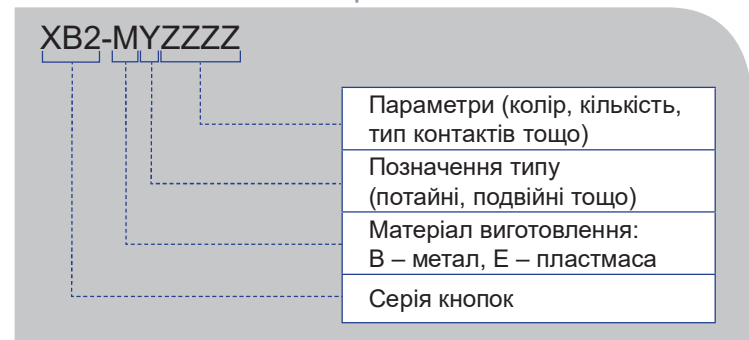 XB2-MYZZZZ
Параметри (колір, кількість,
тип контактів тощо)
Позначення типу
(потайні, подвійні тощо)
Матеріал виготовлення:
В – метал, Е – пластмаса
Серія кнопок